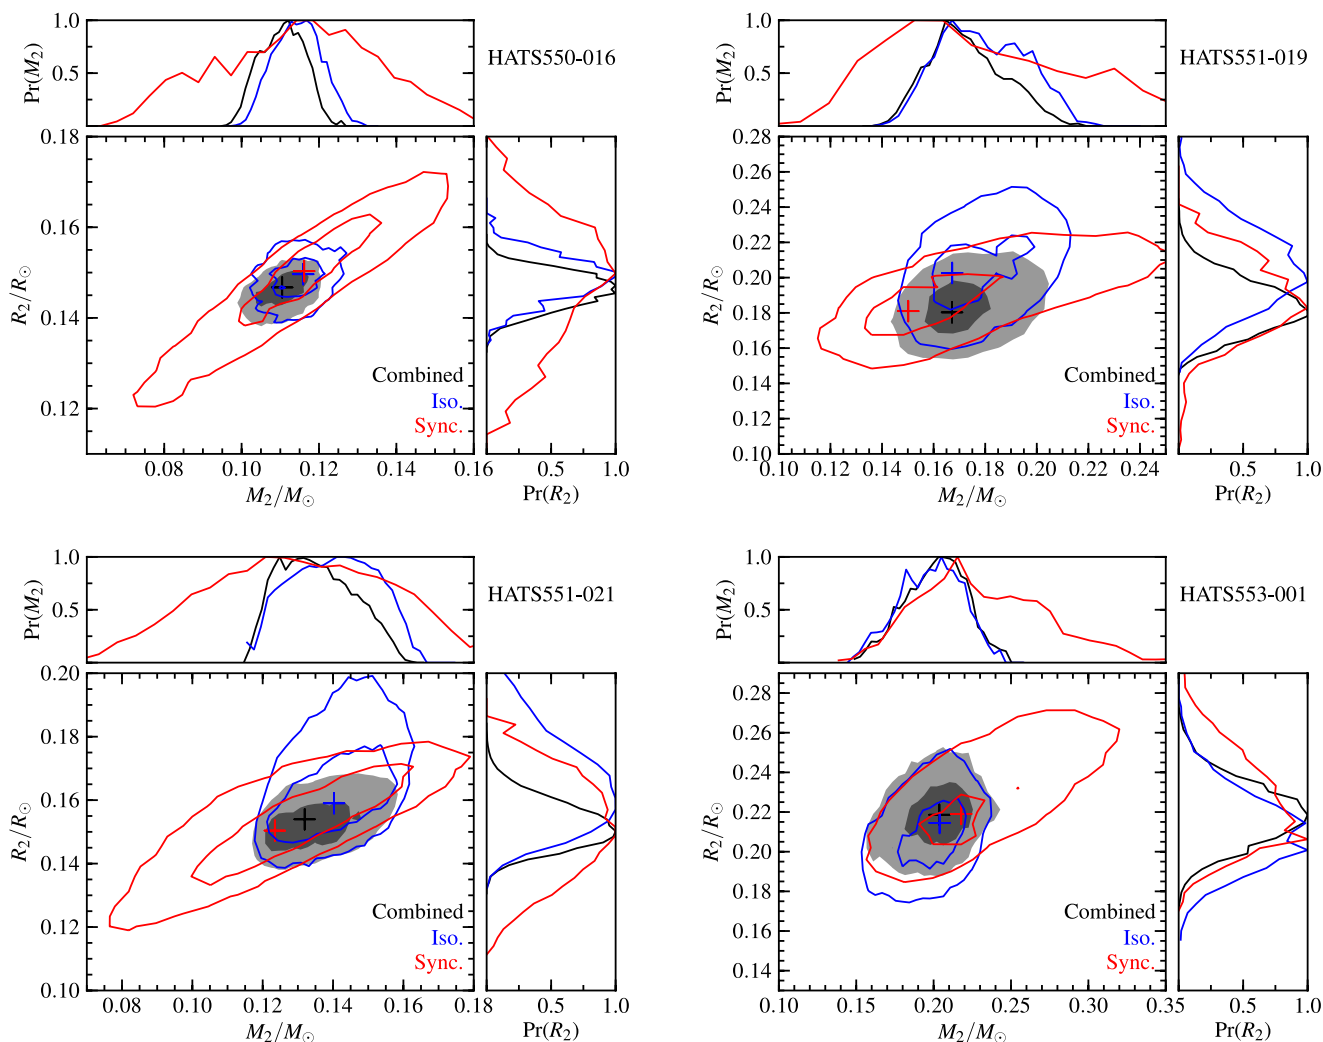 1.0
0.5
Pr(M₂)
HATS550-016
0.18
0.16
0.14
0.12
R₂/R☉
Combined
Iso.
Sync.
0.08 0.10 0.12 0.14 0.16
M₂/M☉
0.5 1.0
Pr(R₂)
1.0
0.5
Pr(M₂)
HATS551-019
0.28
0.26
0.24
0.22
0.20
0.18
0.16
0.14
0.12
0.10
R₂/R☉
Combined
Iso.
Sync.
0.10 0.12 0.14 0.16 0.18 0.20 0.22 0.24
M₂/M☉
0.5 1.0
Pr(R₂)
1.0
0.5
Pr(M₂)
HATS551-021
0.20
0.18
0.16
0.14
0.12
0.10
R₂/R☉
Combined
Iso.
Sync.
0.08 0.10 0.12 0.14 0.16 0.18
M₂/M☉
0.5 1.0
Pr(R₂)
1.0
0.5
Pr(M₂)
HATS553-001
0.28
0.26
0.24
0.22
0.20
0.18
0.16
0.14
R₂/R☉
Combined
Iso.
Sync.
0.10 0.15 0.20 0.25 0.30 0.35
M₂/M☉
0.5 1.0
Pr(R₂)